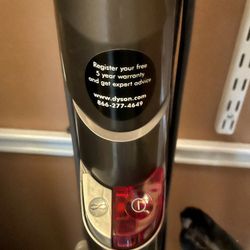 Register your free
5 year warranty
and get expert advice
www.dyson.com
866-277-4649